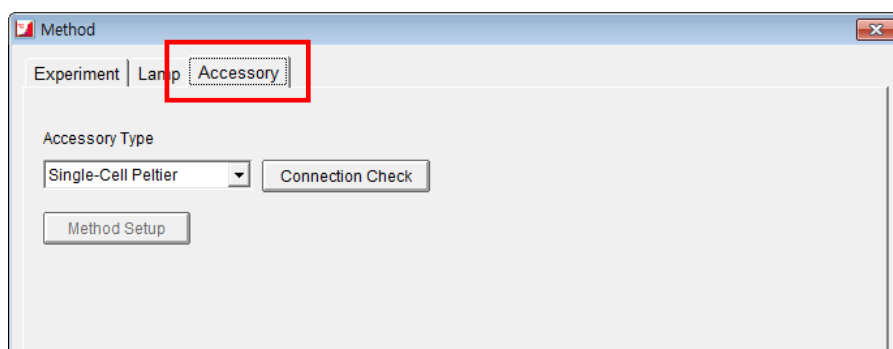 Method
Experiment Lamp Accessory
Accessory Type
Single-Cell Peltier Connection Check
Method Setup